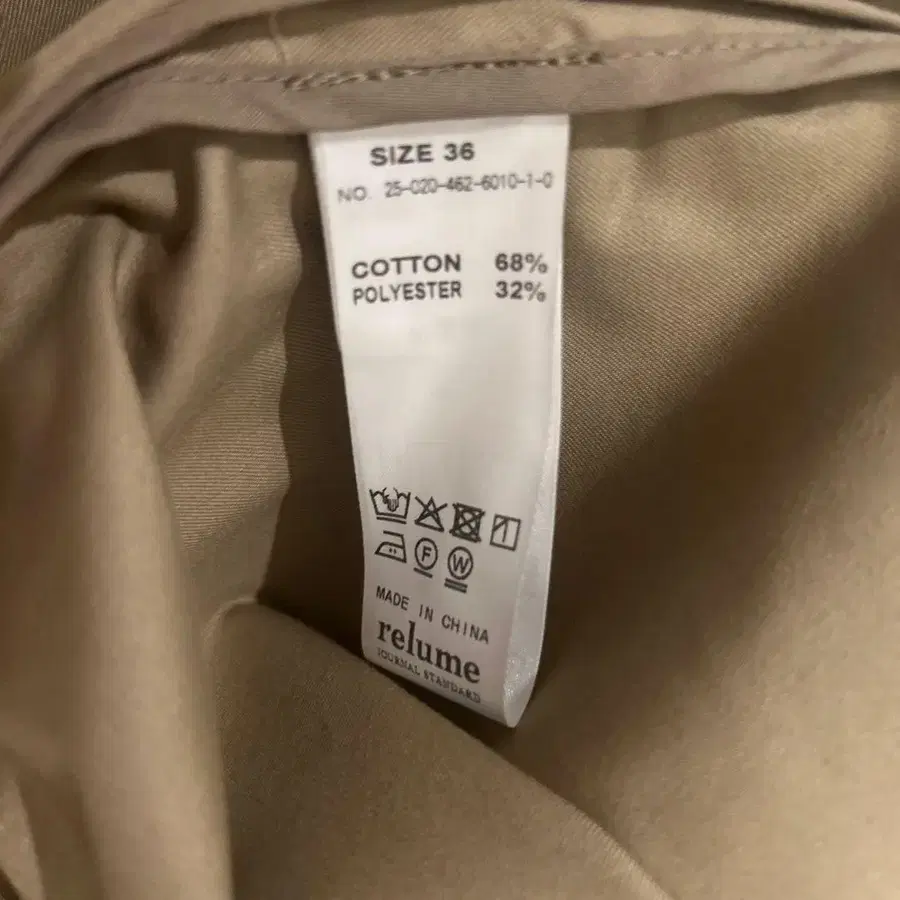 SIZE 36
NO. 25-020-462-6010-1-0
COTTON 68%
POLYESTER 32%
F W
MADE IN CHINA
relume
JOURNAL STANDARD